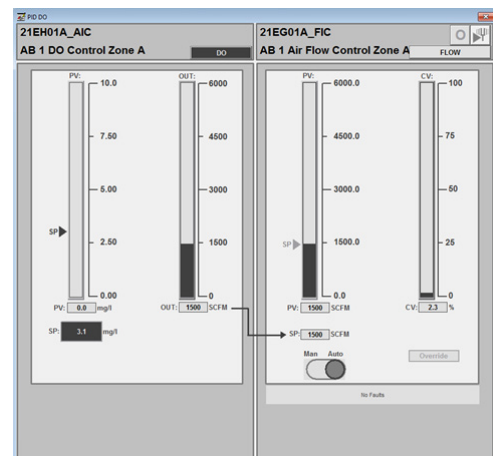 PID DO
21EH01A_AIC
AB 1 DO Control Zone A
DO
21EG01A_FIC
AB 1 Air Flow Control Zone A
FLOW
PV:
10.0
7.50
5.00
2.50
0.00
SP
OUT:
6000
4500
3000
1500
0
PV: 0.0 mg/l
OUT: 1500 SCFM
SP: 3.1 mg/l
PV:
6000.0
4500.0
3000.0
1500.0
0.0
SP
CV:
100
75
50
25
0
PV: 1500 SCFM
CV: 2.3 %
SP: 1500 SCFM
Man Auto
Override
No Faults